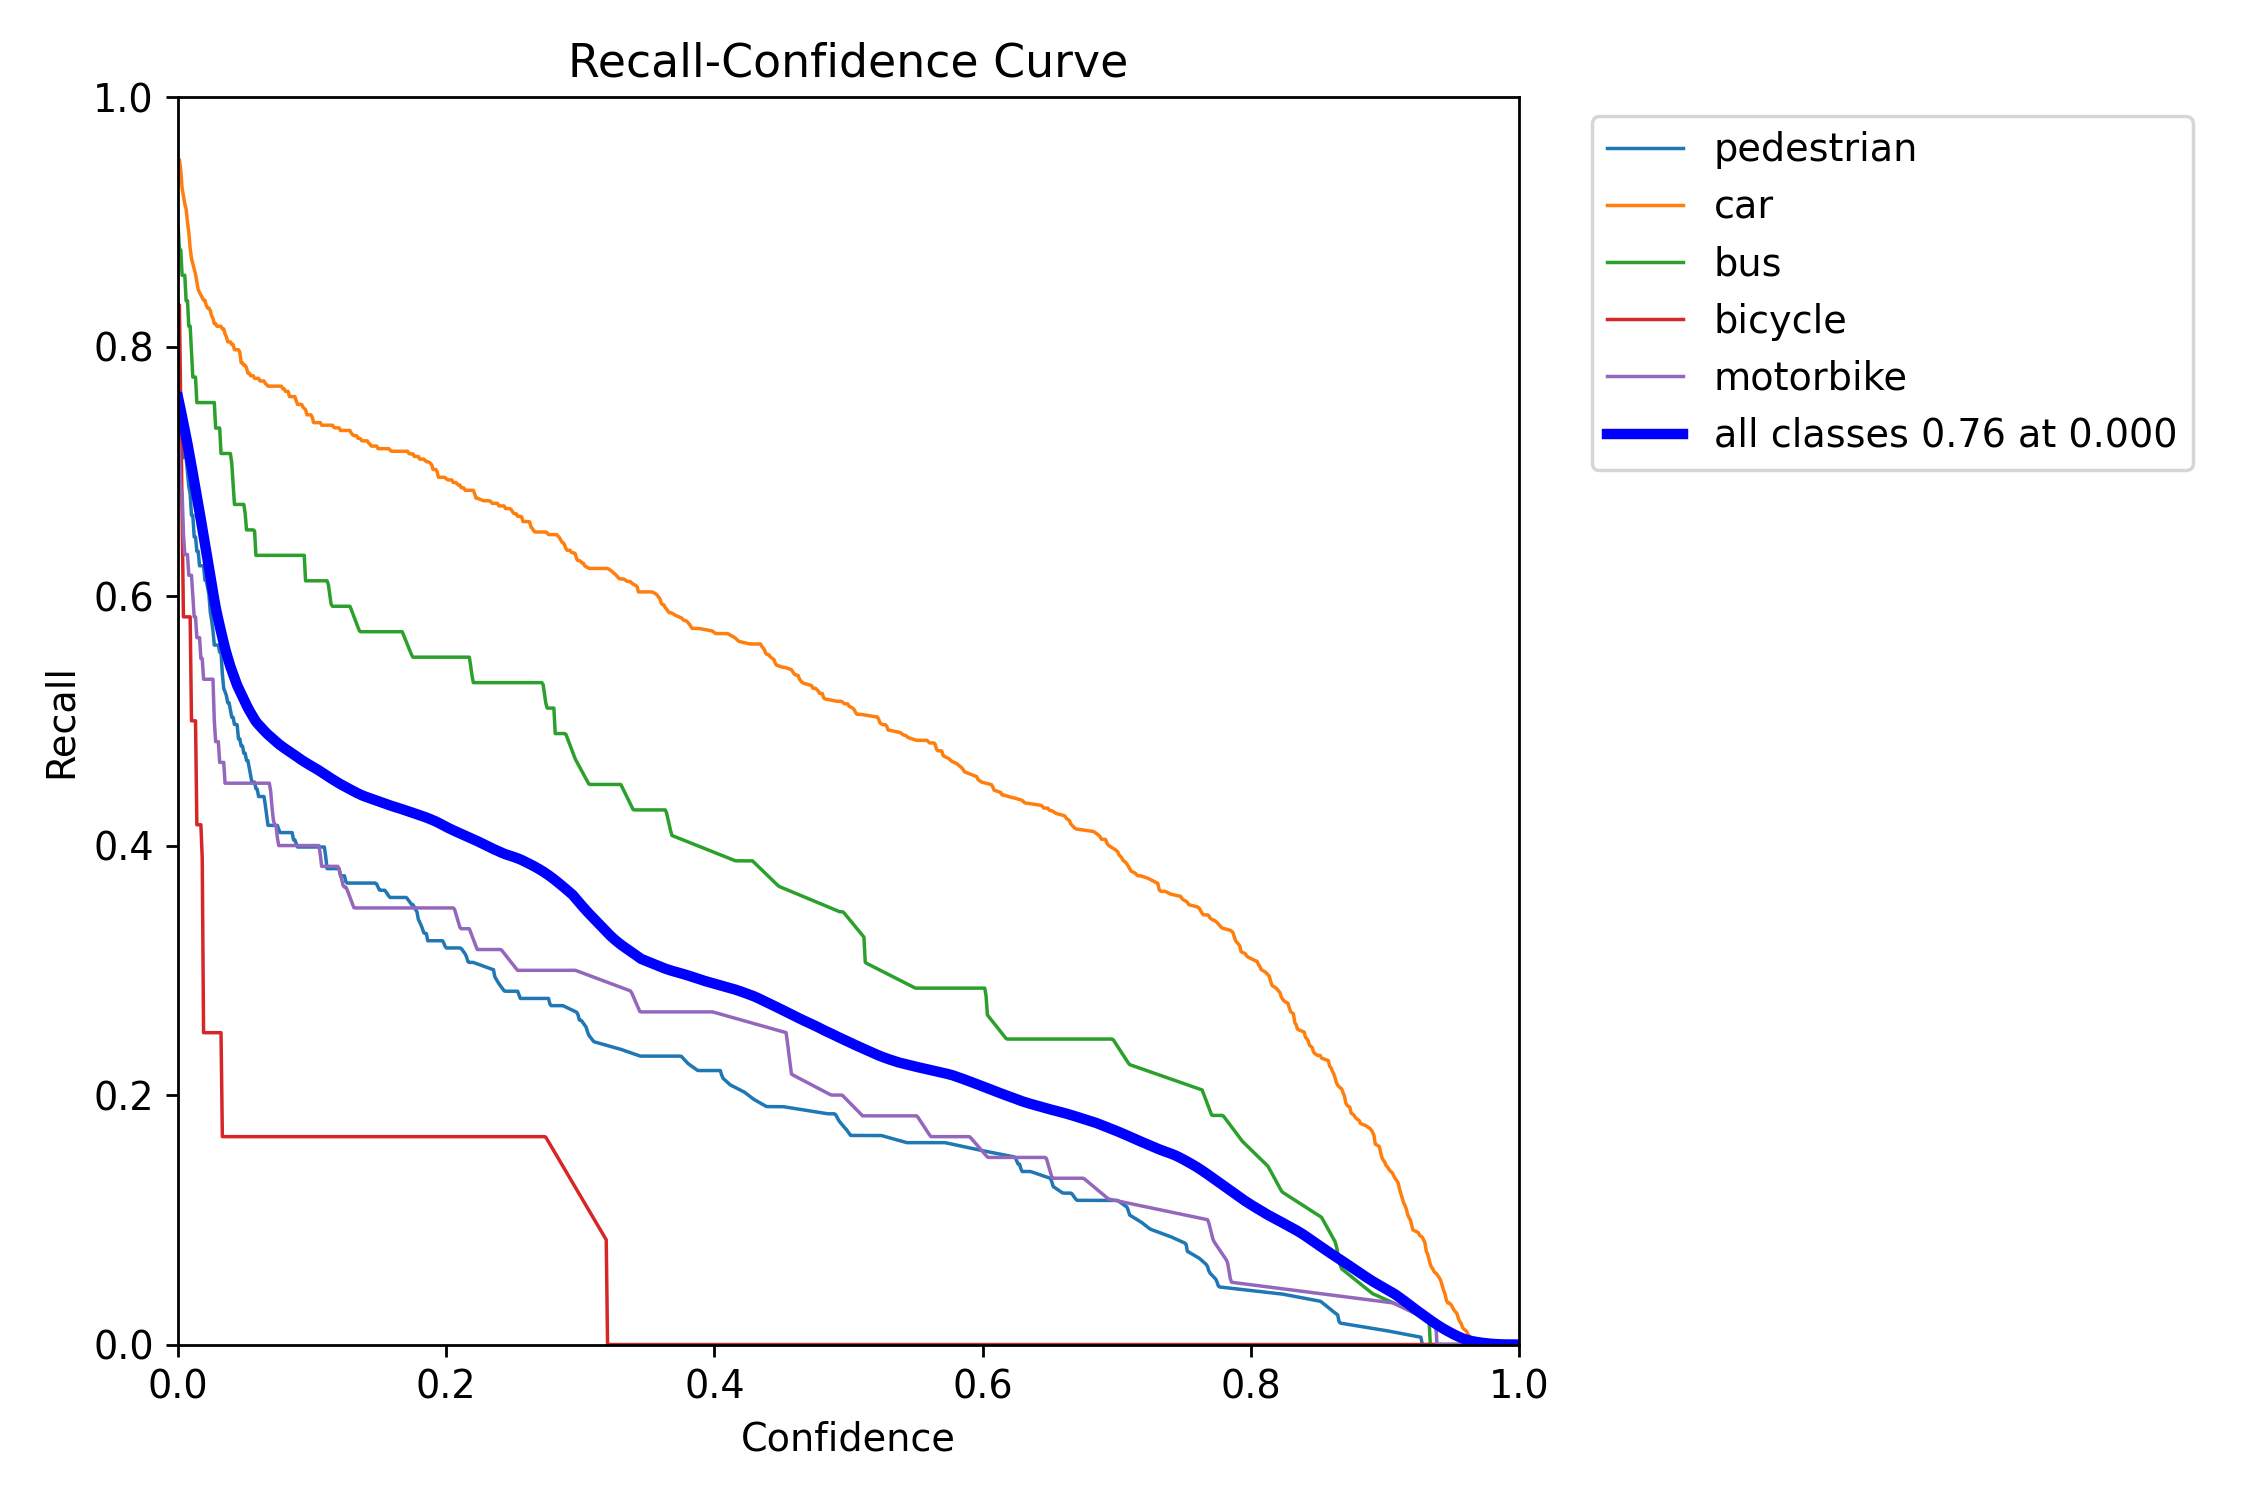 Recall-Confidence Curve
1.0
0.8
0.6
0.4
0.2
0.0
Recall
0.0 0.2 0.4 0.6 0.8 1.0
Confidence
pedestrian
car
bus
bicycle
motorbike
all classes 0.76 at 0.000